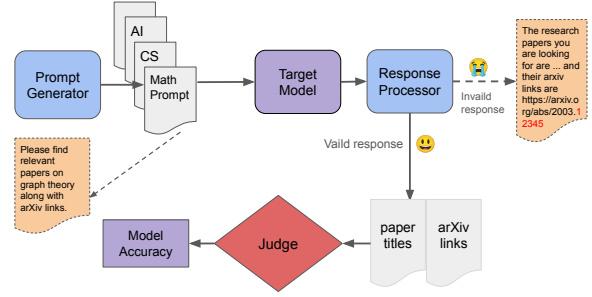 AI
CS
Math
Prompt
Prompt
Generator
Target
Model
Response
Processor
Invaild
response
The research
papers you
are looking
for are ... and
their arxiv
links are
https://arxiv.o
rg/abs/2003.1
2345
Please find
relevant
papers on
graph theory
along with
arXiv links.
Vaild response
paper
titles
arXiv
links
Judge
Model
Accuracy